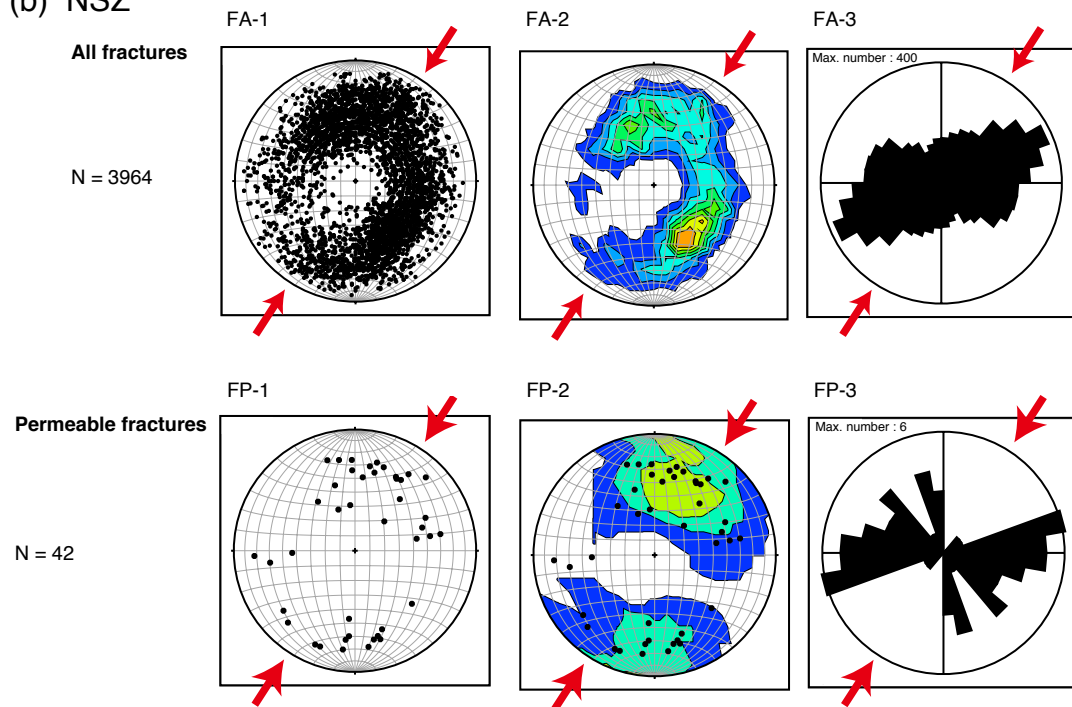 (b) NSZ
FA-1
FA-2
FA-3
All fractures
Max. number : 400
N = 3964
FP-1
FP-2
FP-3
Permeable fractures
Max. number : 6
N = 42